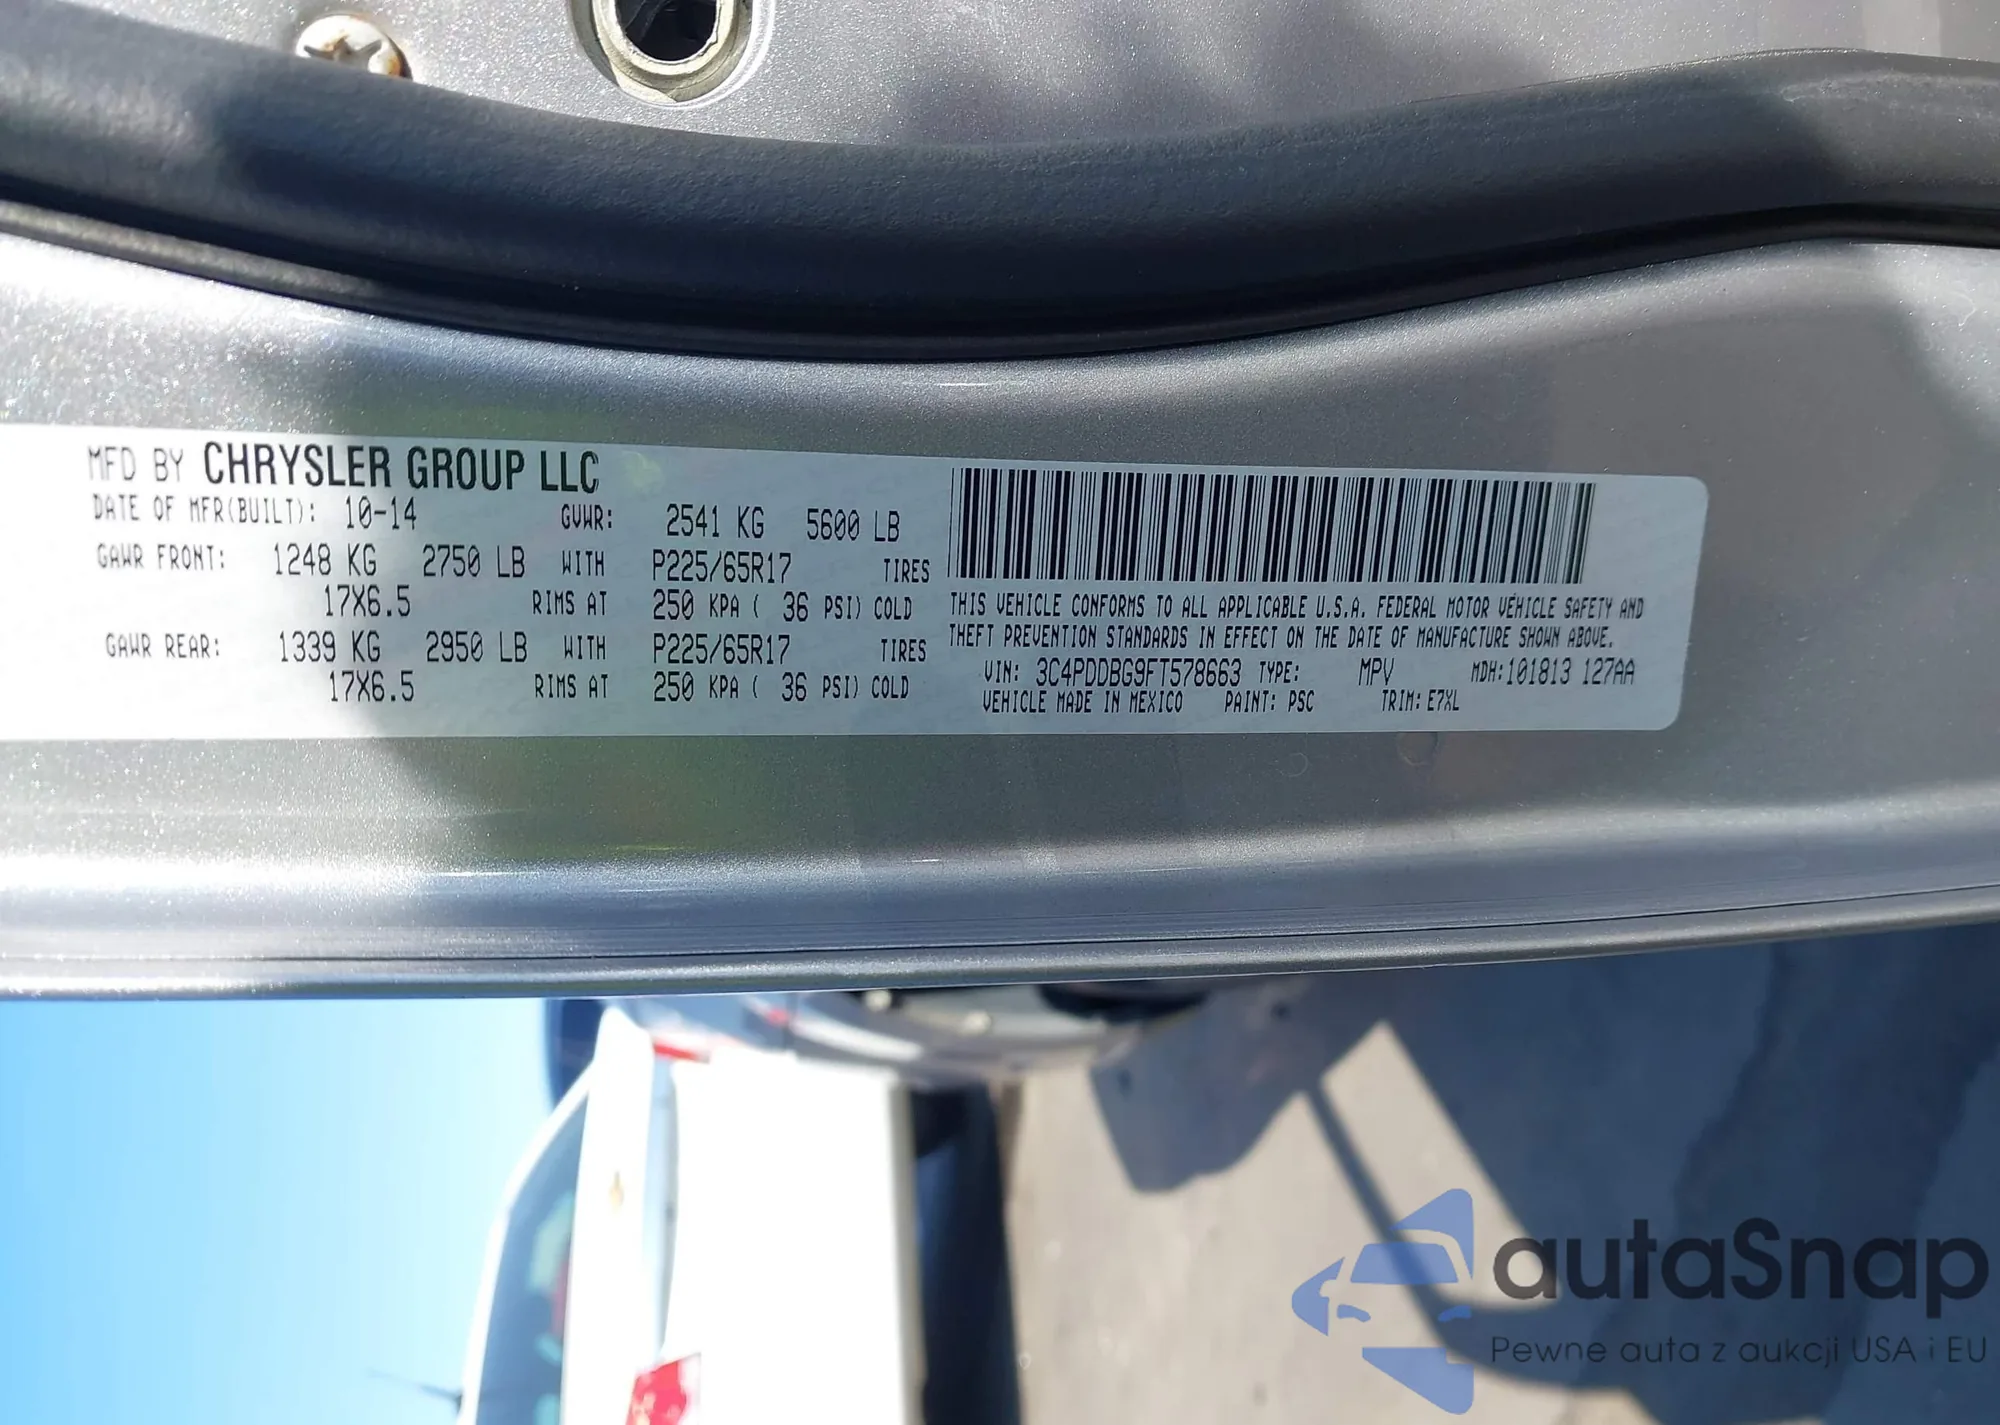 MFD BY CHRYSLER GROUP LLC
DATE OF MFR(BUILT): 10-14 GVWR: 2541 KG 5600 LB
GAWR FRONT: 1248 KG 2750 LB WITH P225/65R17 TIRES
17X6.5 RIMS AT 250 KPA ( 36 PSI) COLD
GAWR REAR: 1339 KG 2950 LB WITH P225/65R17 TIRES
17X6.5 RIMS AT 250 KPA ( 36 PSI) COLD
THIS VEHICLE CONFORMS TO ALL APPLICABLE U.S.A. FEDERAL MOTOR VEHICLE SAFETY AND
THEFT PREVENTION STANDARDS IN EFFECT ON THE DATE OF MANUFACTURE SHOWN ABOVE.
VIN: 3C4PDDBG9FT578663 TYPE: MPV MDH:101813 127AA
VEHICLE MADE IN MEXICO PAINT: PSC TRIM: E7XL
autaSnap
Pewne auta z aukcji USA i EU